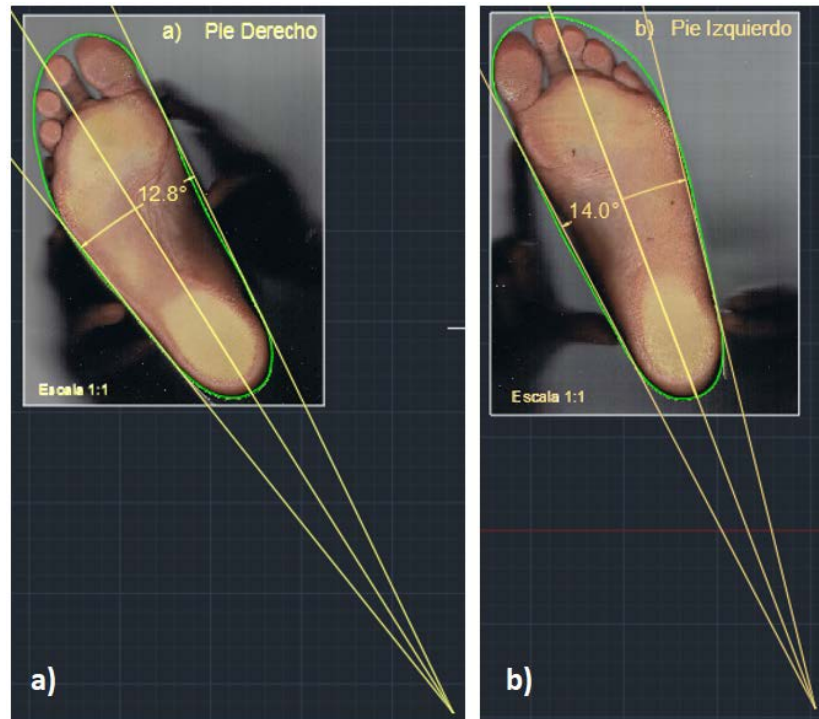 a) Pie Derecho
12.8°
Escala 1:1
a)
b) Pie Izquierdo
14.0°
Escala 1:1
b)